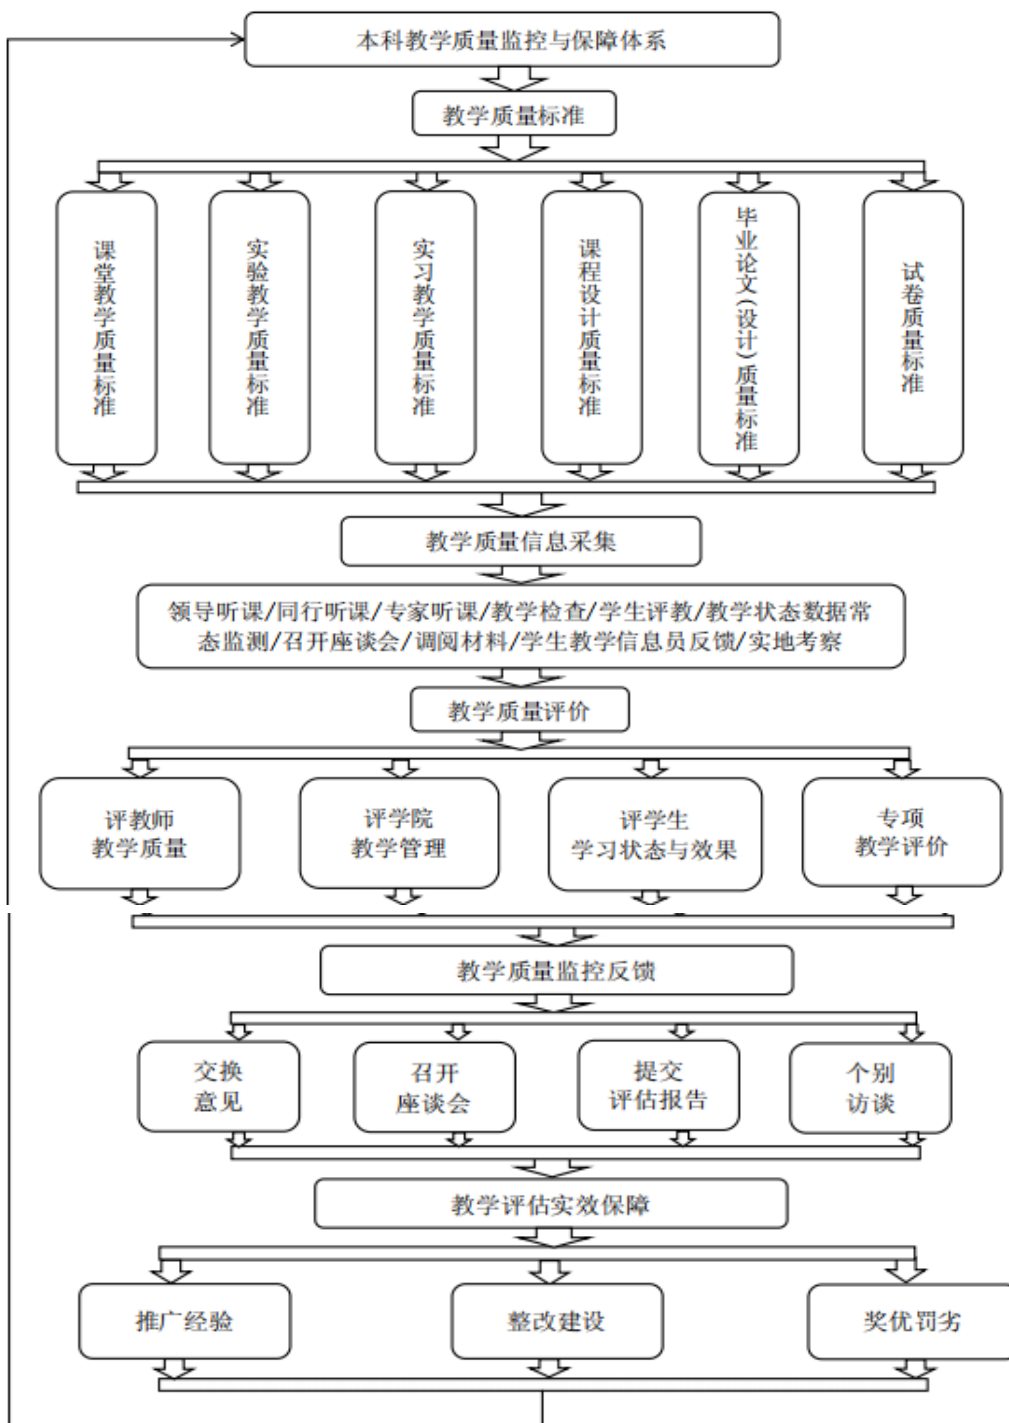 本科教学质量监控与保障体系
教学质量标准
课堂教学质量标准
实验教学质量标准
实习教学质量标准
课程设计质量标准
毕业论文(设计)质量标准
试卷质量标准
教学质量信息采集
领导听课/同行听课/专家听课/教学检查/学生评教/教学状态数据常
态监测/召开座谈会/调阅材料/学生教学信息员反馈/实地考察
教学质量评价
评教师
教学质量
评学院
教学管理
评学生
学习状态与效果
专项
教学评价
教学质量监控反馈
交换
意见
召开
座谈会
提交
评估报告
个别
访谈
教学评估实效保障
推广经验
整改建设
奖优罚劣